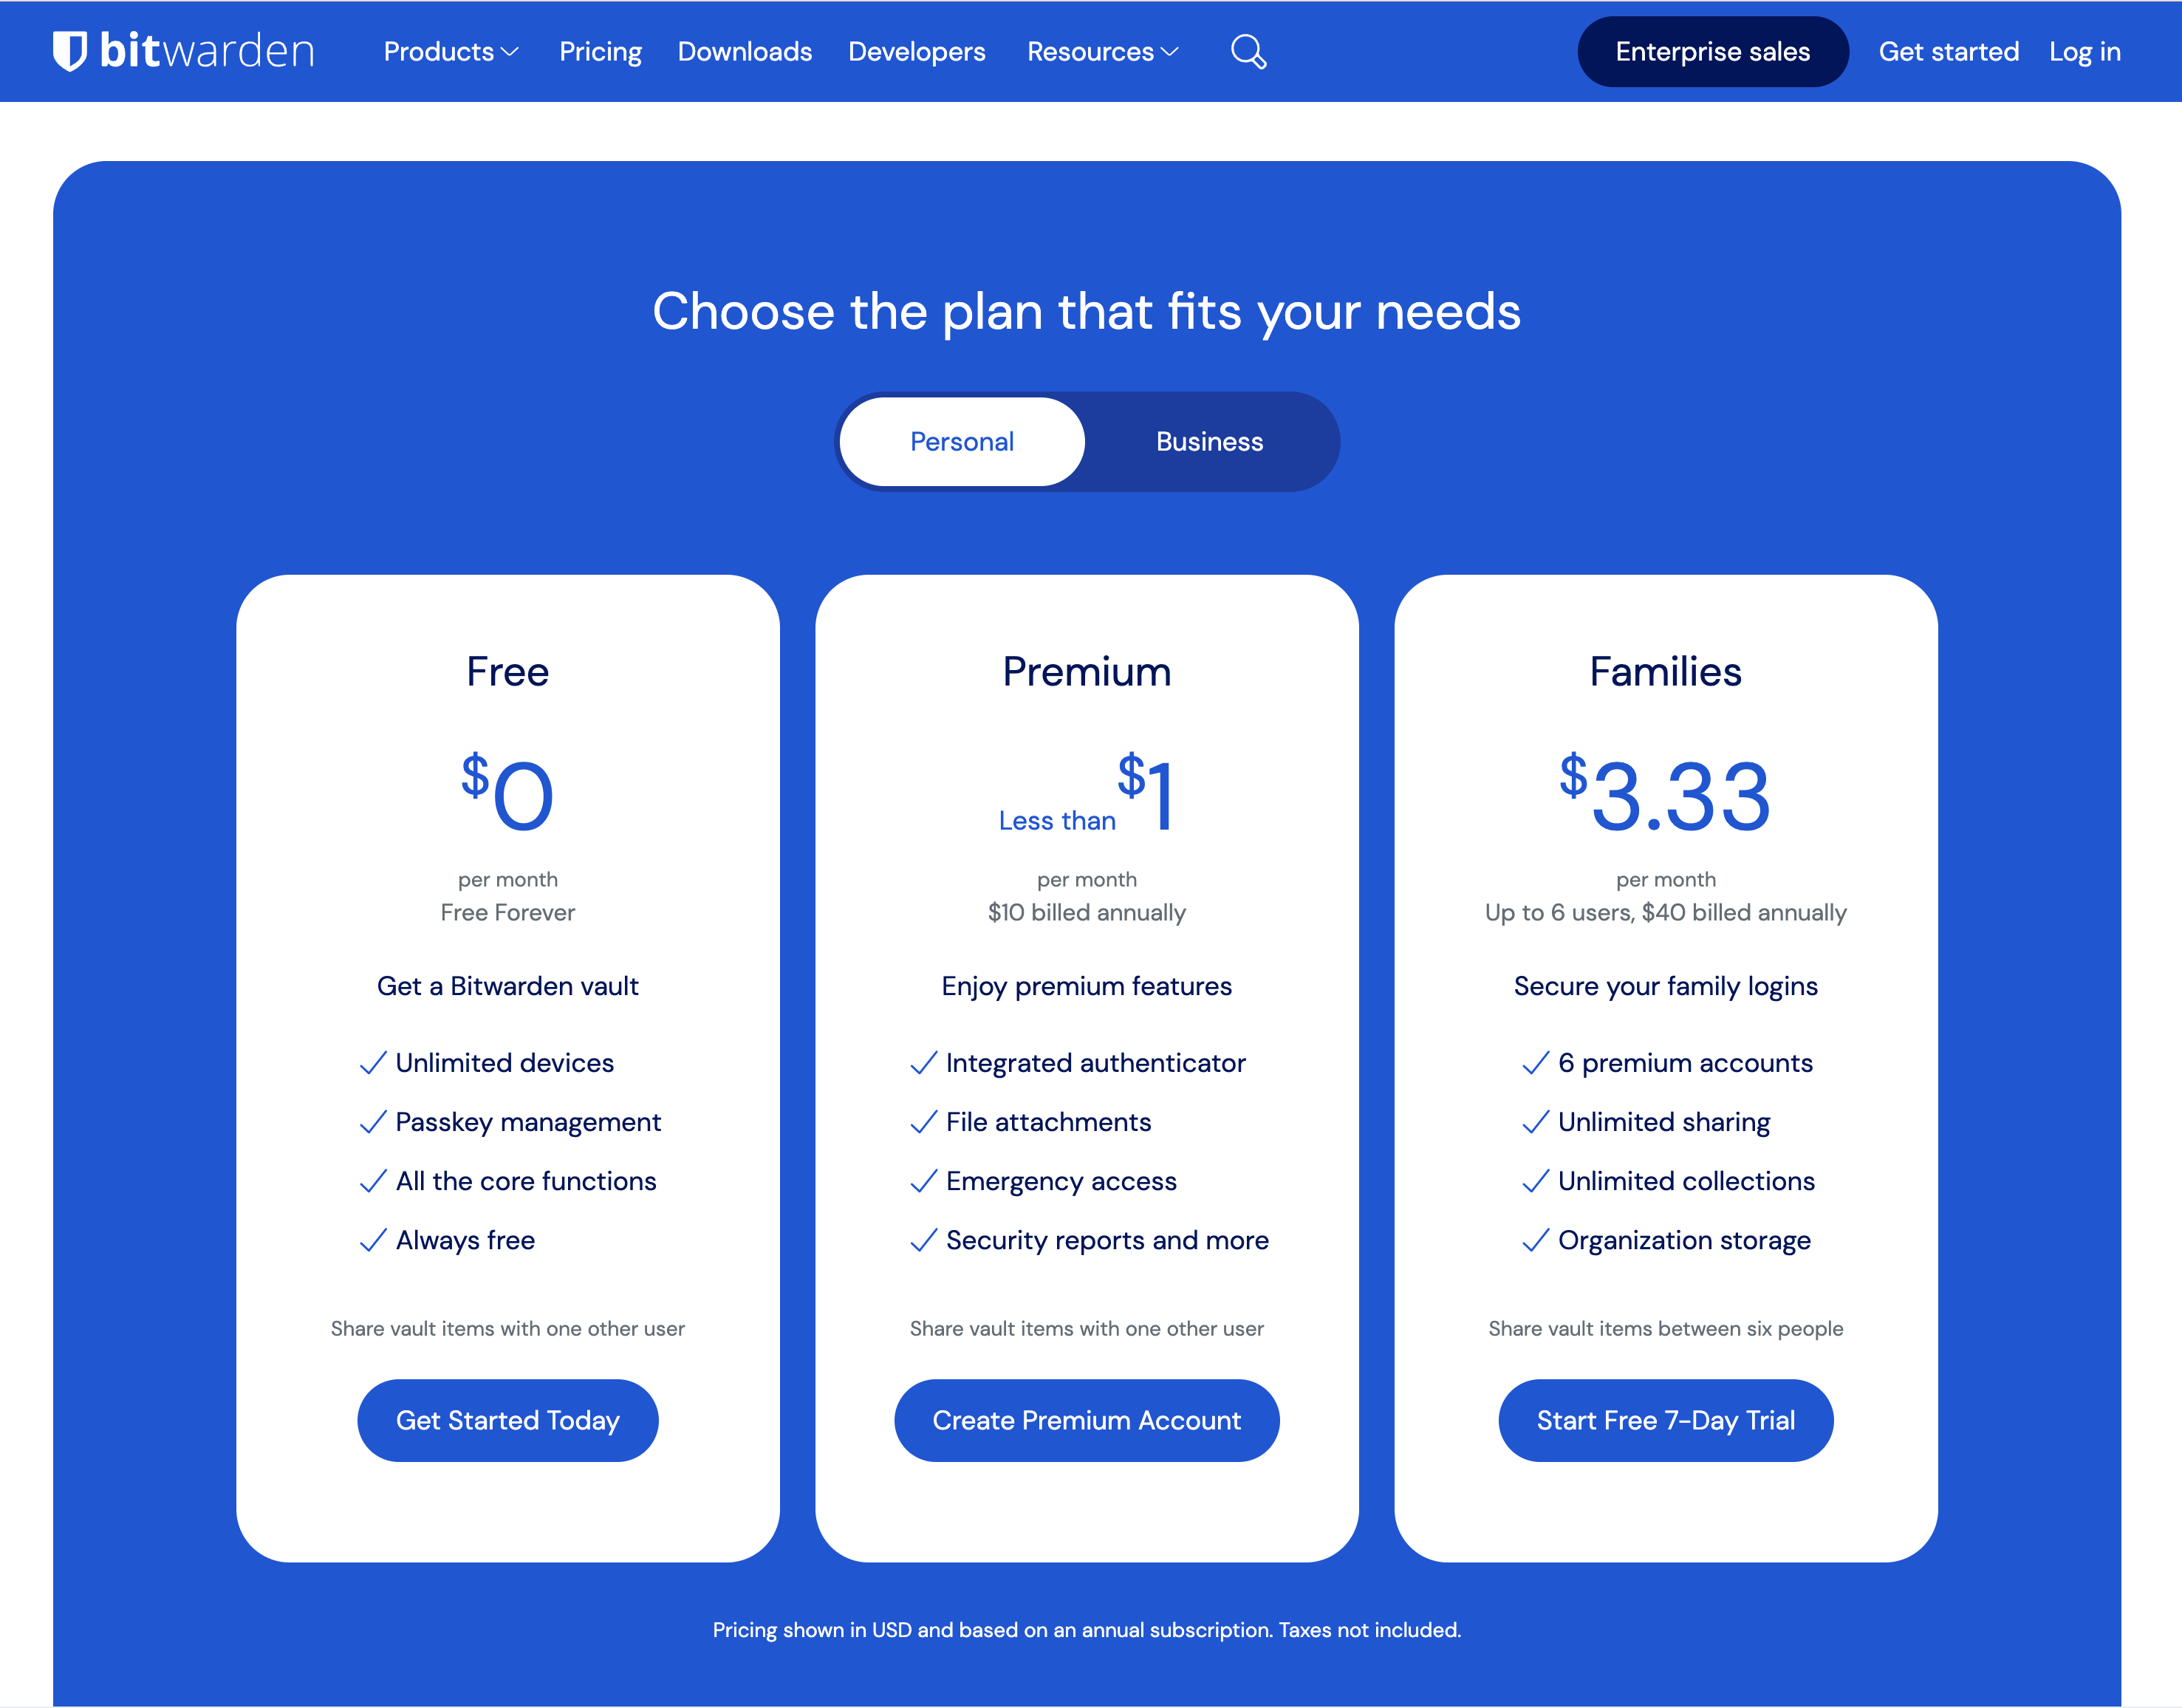 bitwarden Products Pricing Downloads Developers Resources Enterprise sales Get started Log in
Choose the plan that fits your needs
Personal Business
Free
$0
per month
Free Forever
Get a Bitwarden vault
Unlimited devices
Passkey management
All the core functions
Always free
Share vault items with one other user
Get Started Today
Premium
Less than $1
per month
$10 billed annually
Enjoy premium features
Integrated authenticator
File attachments
Emergency access
Security reports and more
Share vault items with one other user
Create Premium Account
Families
$3.33
per month
Up to 6 users, $40 billed annually
Secure your family logins
6 premium accounts
Unlimited sharing
Unlimited collections
Organization storage
Share vault items between six people
Start Free 7-Day Trial
Pricing shown in USD and based on an annual subscription. Taxes not included.